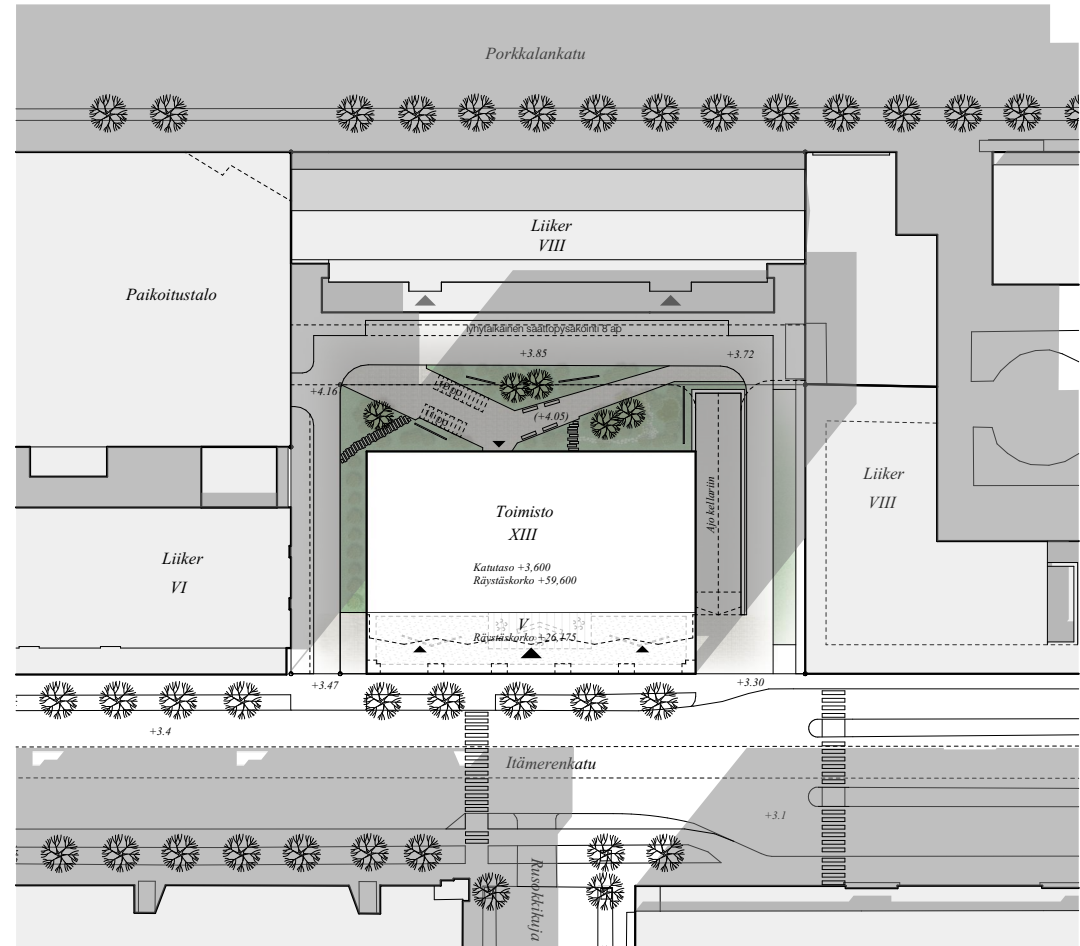 Porkkalankatu
Liiker
VIII
Paikoitustalo
lyhytaikainen saattopysäköinti 8 ap
+3.85
+3.72
+4.16
(+4.05)
Ajo kellariin
Liiker
VIII
Toimisto
XIII
Katutaso +3,600
Räystäskorko +59,600
Liiker
VI
V
Räystäskorko +26,175
+3.47
+3.30
+3.4
Itämerenkatu
+3.1
Rusokkikuja